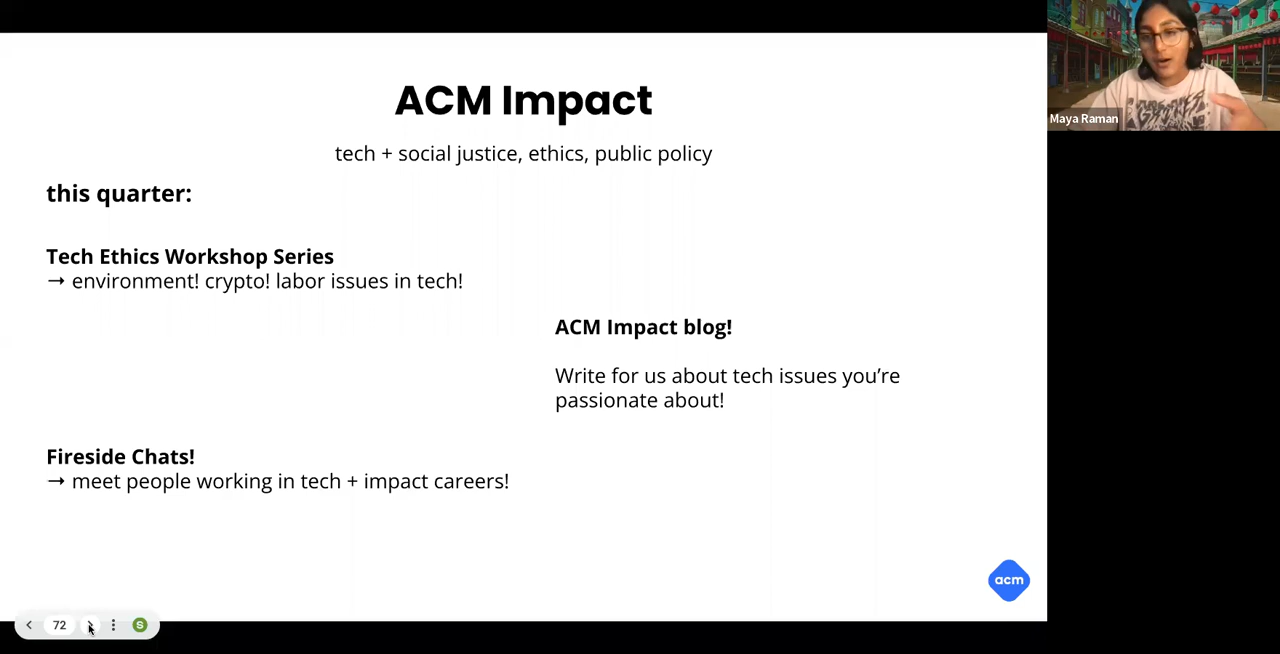 ACM Impact
tech + social justice, ethics, public policy
this quarter:
Tech Ethics Workshop Series
→ environment! crypto! labor issues in tech!
ACM Impact blog!
Write for us about tech issues you’re
passionate about!
Fireside Chats!
→ meet people working in tech + impact careers!
acm
72
S
Maya Raman